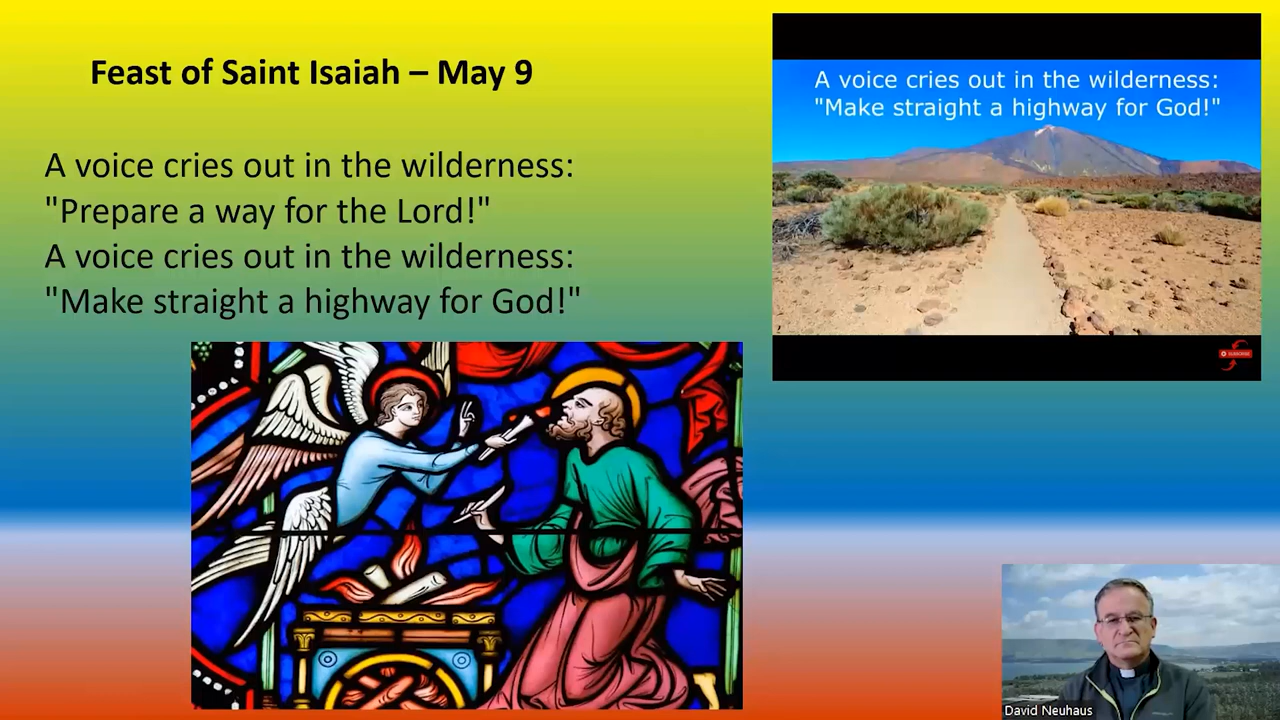 Feast of Saint Isaiah – May 9
A voice cries out in the wilderness:
"Prepare a way for the Lord!"
A voice cries out in the wilderness:
"Make straight a highway for God!"
A voice cries out in the wilderness:
"Make straight a highway for God!"
SUBSCRIBE
David Neuhaus